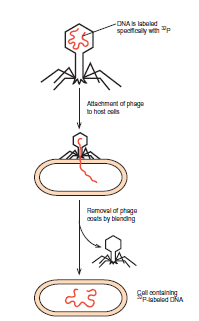 DNA is labeled
specifically with ³²P
Attachment of phage
to host cells
Removal of phage
coats by blending
Cell containing
³²P-labeled DNA